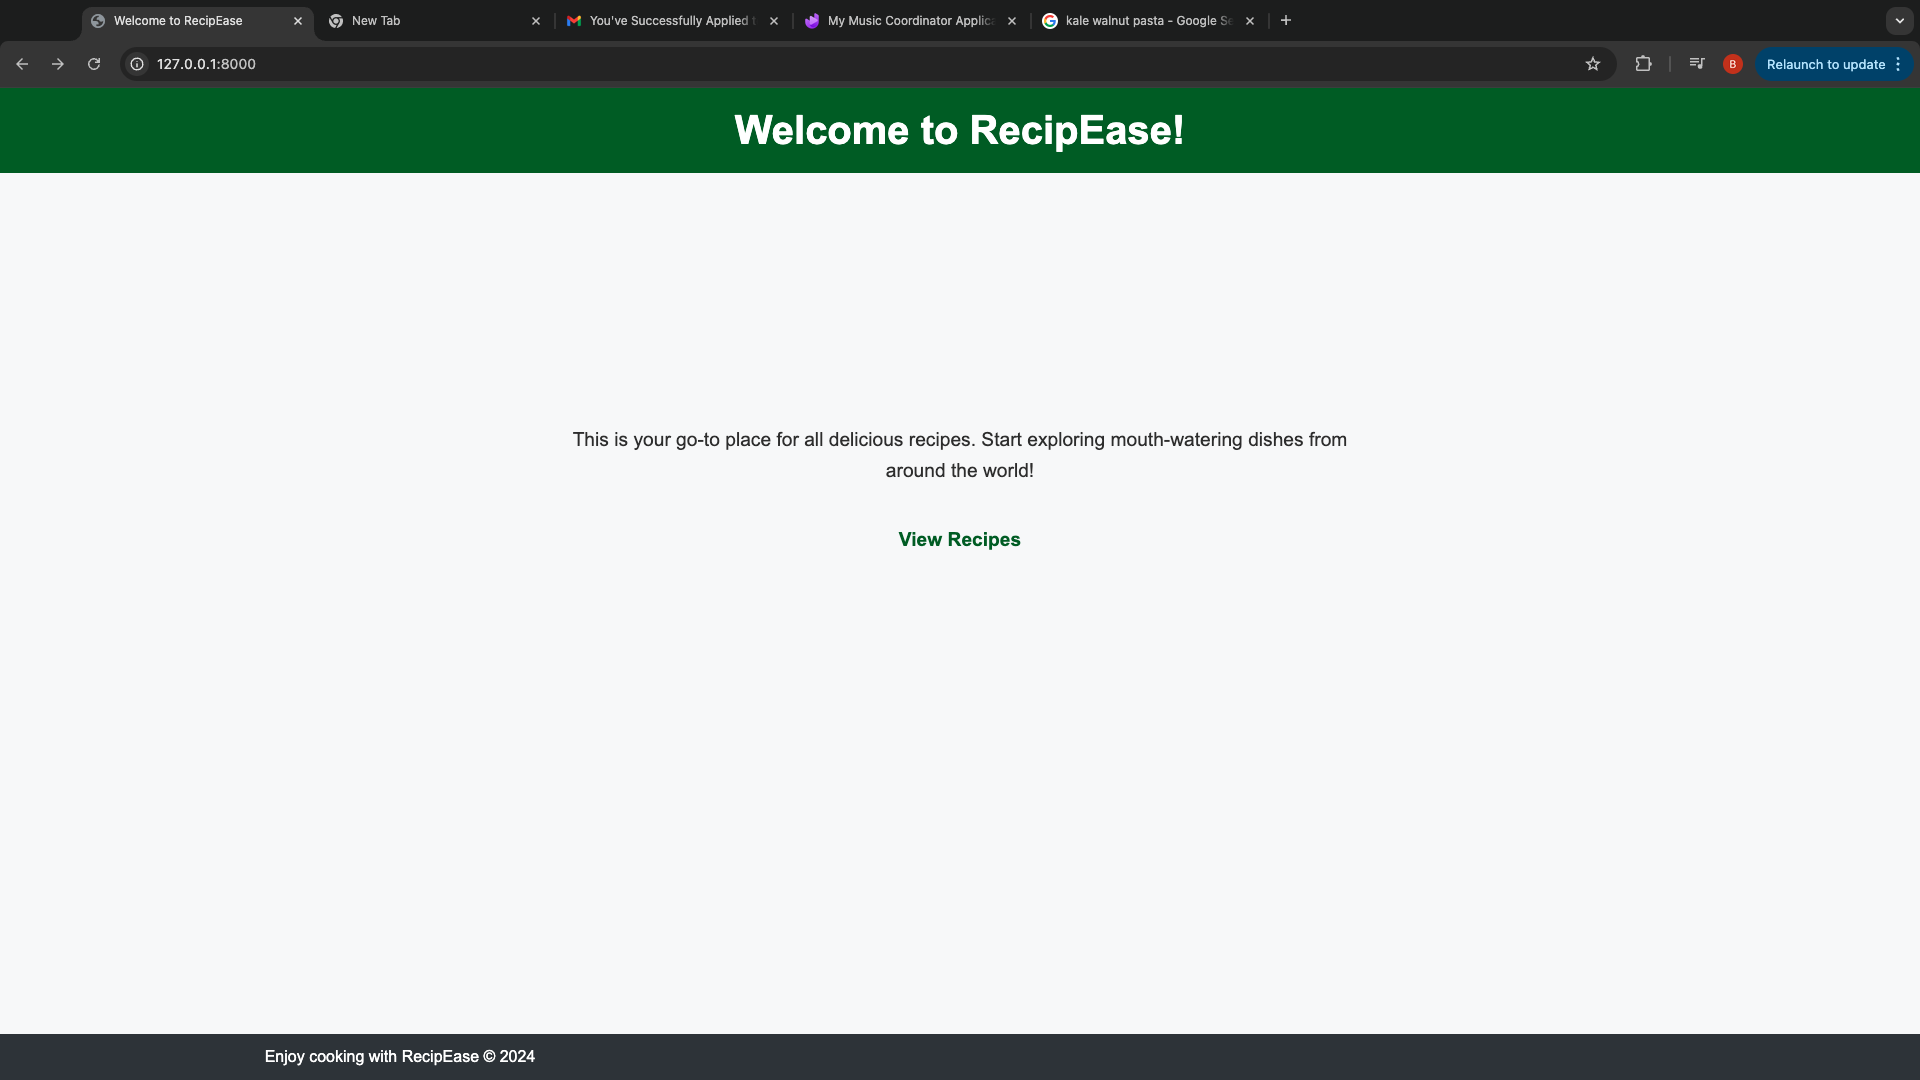 Welcome to RecipEase
New Tab
You've Successfully Applied
My Music Coordinator Applic
kale walnut pasta - Google Se
127.0.0.1:8000
B
Relaunch to update
Welcome to RecipEase!
This is your go-to place for all delicious recipes. Start exploring mouth-watering dishes from
around the world!
View Recipes
Enjoy cooking with RecipEase © 2024